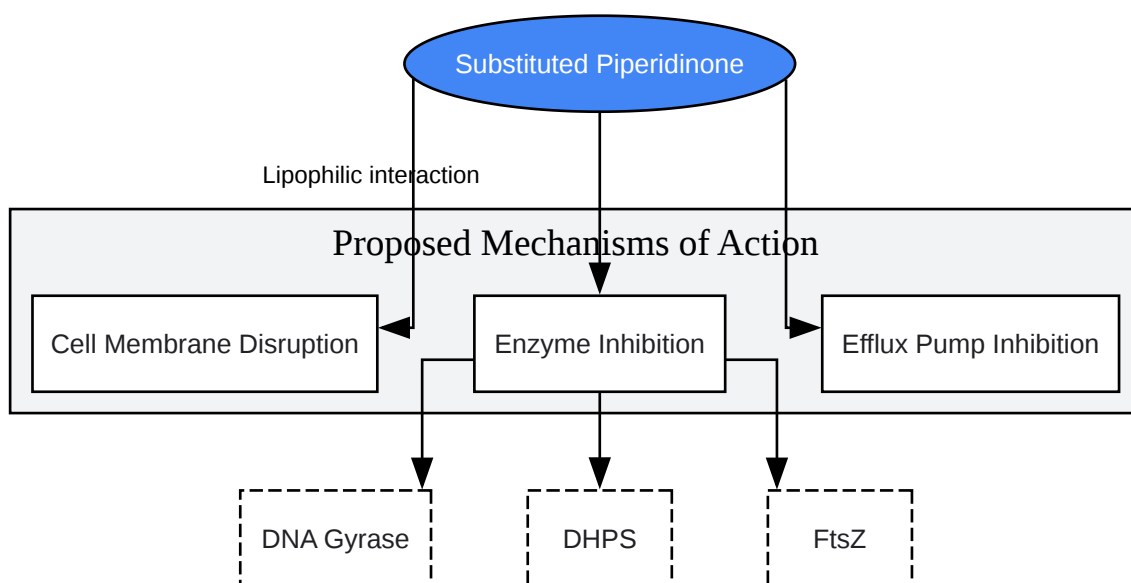 Substituted Piperidinone
Lipophilic interaction
Proposed Mechanisms of Action
Cell Membrane Disruption
Enzyme Inhibition
Efflux Pump Inhibition
DNA Gyrase
DHPS
FtsZ